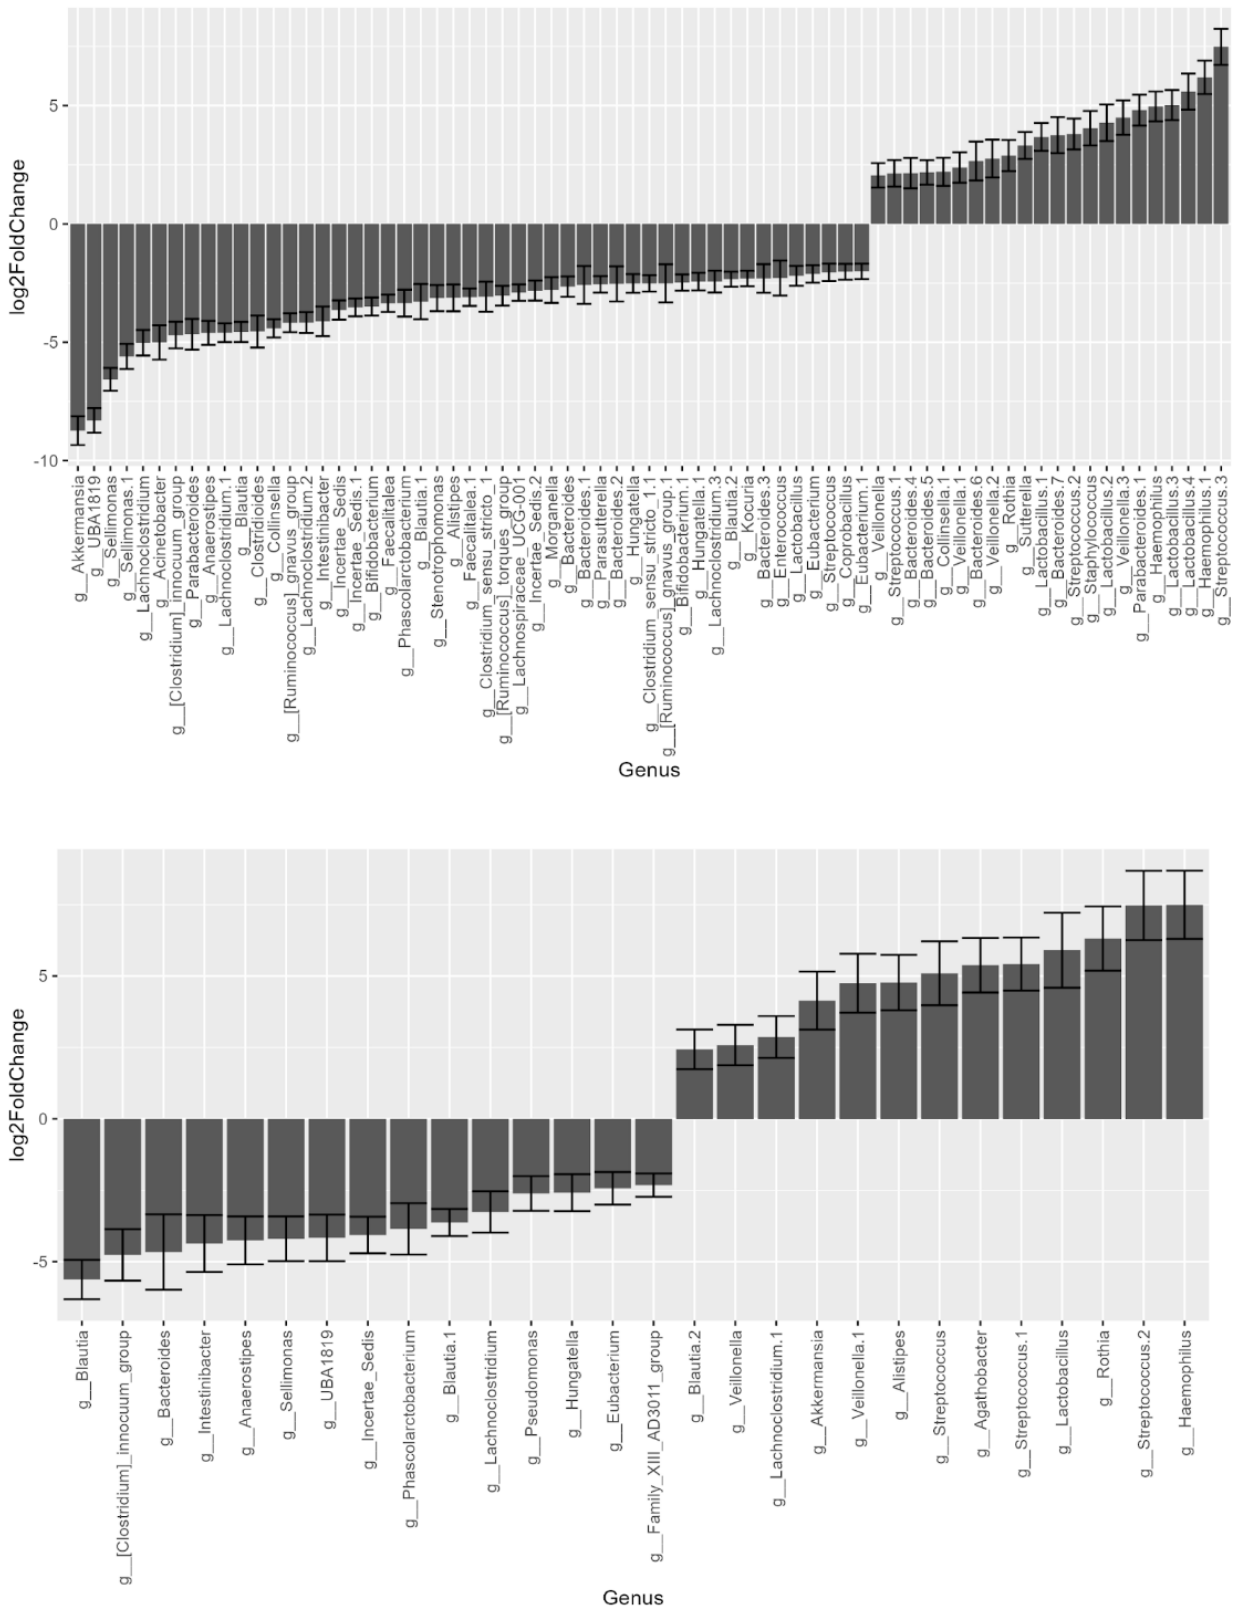 log2FoldChange
5
0
-5
-10
g__Akkermansia
g__UBA1819
g__Sellimonas
g__Sellimonas.1
g__Lachnoclostridium
g__Acinetobacter
g__[Clostridium]_innocuum_group
g__Parabacteroides
g__Anaerostipes
g__Lachnoclostridium.1
g__Blautia
g__Clostridioides
g__Collinsella
g__[Ruminococcus]_gnavus_group
g__Lachnoclostridium.2
g__Intestinibacter
g__Incertae_Sedis
g__Incertae_Sedis.1
g__Bifidobacterium
g__Faecalitalea
g__Phascolarctobacterium
g__Blautia.1
g__Stenotrophomonas
g__Alistipes
g__Faecalitalea.1
g__Clostridium_sensu_stricto_1
g__[Ruminococcus]_torques_group
g__Lachnospiraceae_UCG-001
g__Incertae_Sedis.2
g__Morganella
g__Bacteroides
g__Bacteroides.1
g__Parasutterella
g__Bacteroides.2
g__Hungatella
g__Clostridium_sensu_stricto_1.1
g__[Ruminococcus]_gnavus_group.1
g__Bifidobacterium.1
g__Hungatella.1
g__Lachnoclostridium.3
g__Blautia.2
g__Kocuria
g__Bacteroides.3
g__Enterococcus
g__Lactobacillus
g__Eubacterium
g__Streptococcus
g__Coprobacillus
g__Eubacterium.1
g__Veillonella
g__Streptococcus.1
g__Bacteroides.4
g__Bacteroides.5
g__Collinsella.1
g__Veillonella.1
g__Bacteroides.6
g__Veillonella.2
g__Rothia
g__Sutterella
g__Lactobacillus.1
g__Bacteroides.7
g__Streptococcus.2
g__Staphylococcus
g__Lactobacillus.2
g__Veillonella.3
g__Parabacteroides.1
g__Haemophilus
g__Lactobacillus.3
g__Lactobacillus.4
g__Haemophilus.1
g__Streptococcus.3
Genus
log2FoldChange
5
0
-5
g__Blautia
g__[Clostridium]_innocuum_group
g__Bacteroides
g__Intestinibacter
g__Anaerostipes
g__Sellimonas
g__UBA1819
g__Incertae_Sedis
g__Phascolarctobacterium
g__Blautia.1
g__Lachnoclostridium
g__Pseudomonas
g__Hungatella
g__Eubacterium
g__Family_XIII_AD3011_group
g__Blautia.2
g__Veillonella
g__Lachnoclostridium.1
g__Akkermansia
g__Veillonella.1
g__Alistipes
g__Streptococcus
g__Agathobacter
g__Streptococcus.1
g__Lactobacillus
g__Rothia
g__Streptococcus.2
g__Haemophilus
Genus